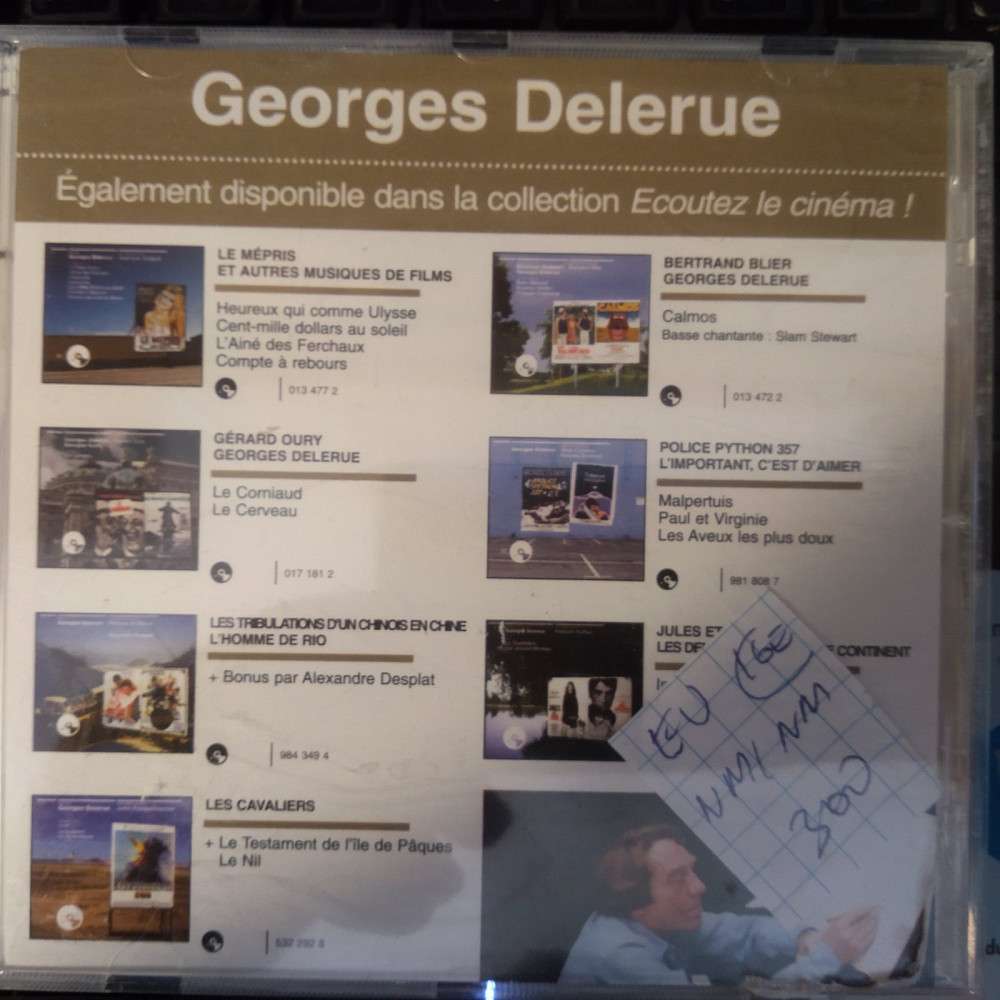 Georges Delerue
Également disponible dans la collection Ecoutez le cinéma !
LE MÉPRIS
ET AUTRES MUSIQUES DE FILMS
Heureux qui comme Ulysse
Cent-mille dollars au soleil
L'Ainé des Ferchaux
Compte à rebours
013 477 2
GÉRARD OURY
GEORGES DELERUE
Le Corniaud
Le Cerveau
017 181 2
LES TRIBULATIONS D'UN CHINOIS EN CHINE
L'HOMME DE RIO
+ Bonus par Alexandre Desplat
984 349 4
LES CAVALIERS
+ Le Testament de l'île de Pâques
Le Nil
532 292 8
BERTRAND BLIER
GEORGES DELERUE
Calmos
Basse chantante : Slam Stewart
013 472 2
POLICE PYTHON 357
L'IMPORTANT, C'EST D'AIMER
Malpertuis
Paul et Virginie
Les Aveux les plus doux
981 808 7
JULES ET
LES DE
CONTINENT
EU 16E
NM/NM
300